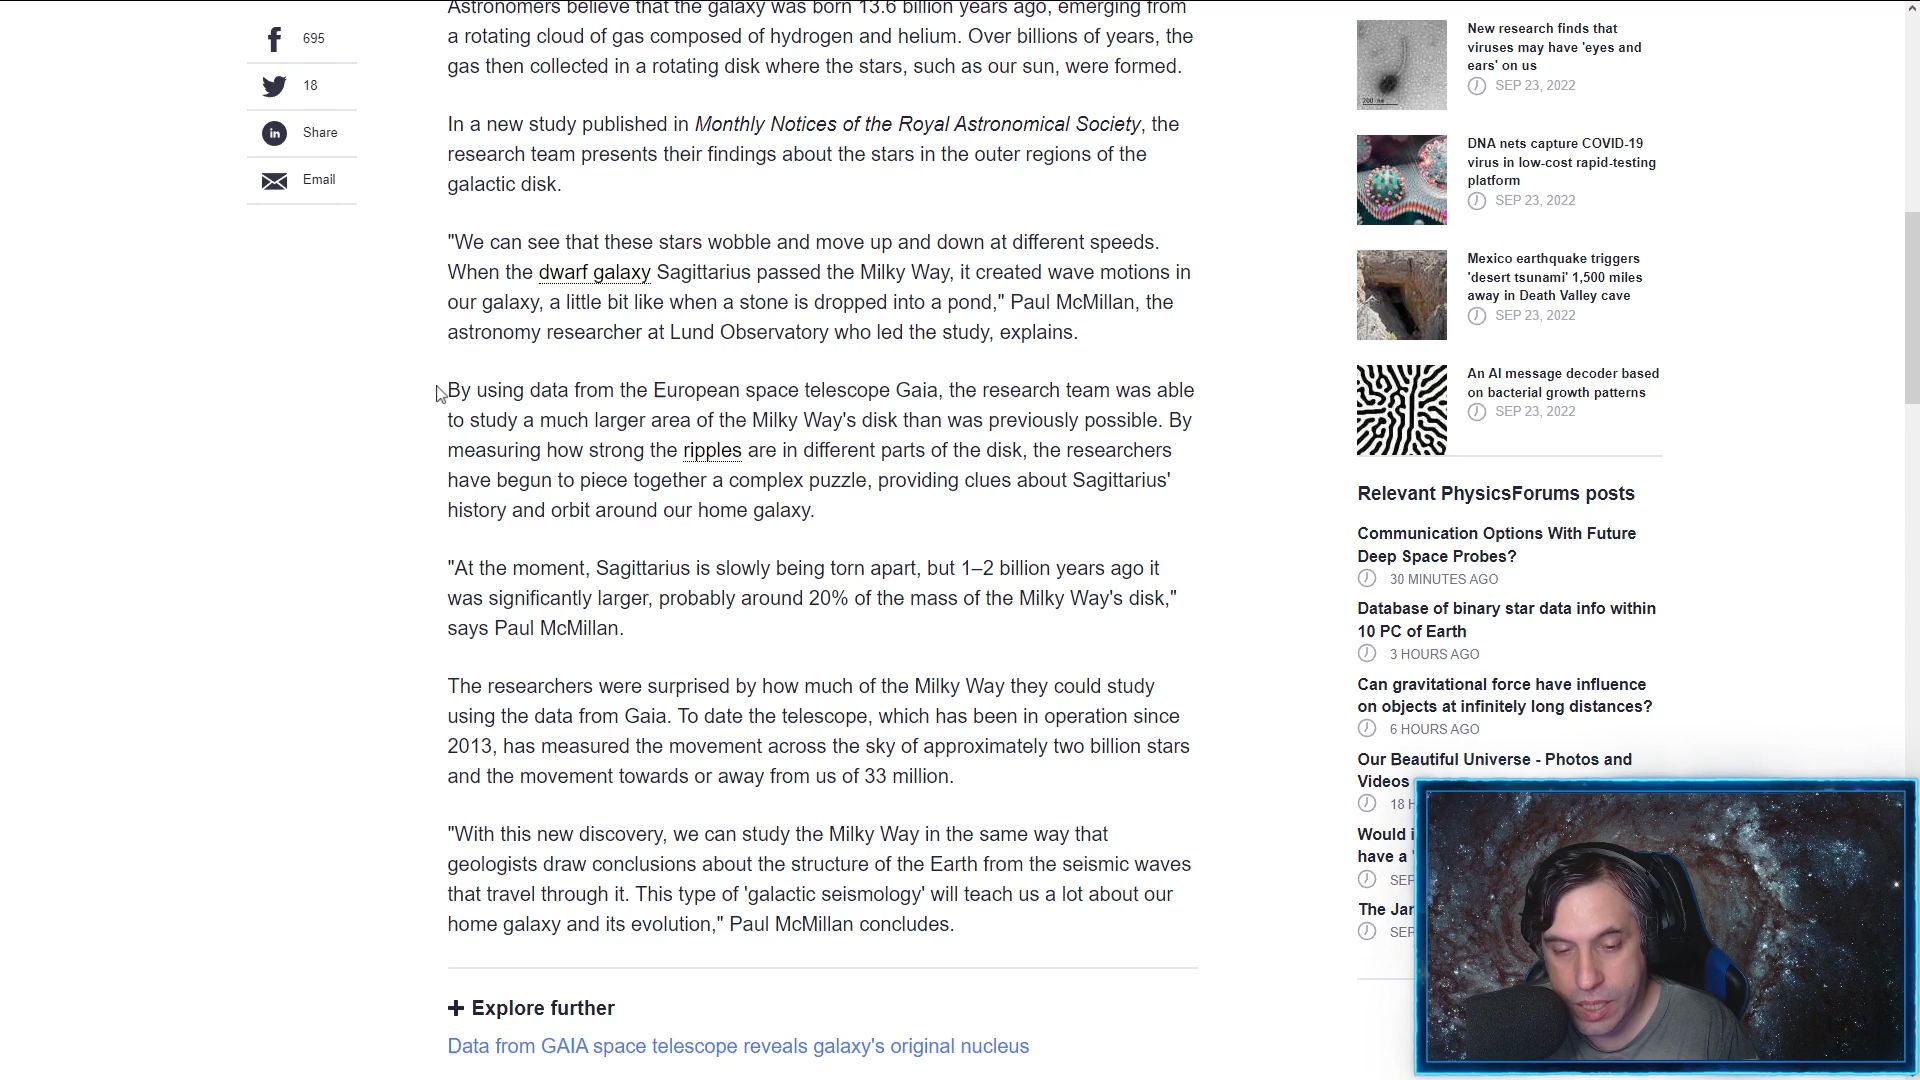 695
18
Share
Email
Astronomers believe that the galaxy was born 13.6 billion years ago, emerging from
a rotating cloud of gas composed of hydrogen and helium. Over billions of years, the
gas then collected in a rotating disk where the stars, such as our sun, were formed.
In a new study published in Monthly Notices of the Royal Astronomical Society, the
research team presents their findings about the stars in the outer regions of the
galactic disk.
"We can see that these stars wobble and move up and down at different speeds.
When the dwarf galaxy Sagittarius passed the Milky Way, it created wave motions in
our galaxy, a little bit like when a stone is dropped into a pond," Paul McMillan, the
astronomy researcher at Lund Observatory who led the study, explains.
By using data from the European space telescope Gaia, the research team was able
to study a much larger area of the Milky Way's disk than was previously possible. By
measuring how strong the ripples are in different parts of the disk, the researchers
have begun to piece together a complex puzzle, providing clues about Sagittarius'
history and orbit around our home galaxy.
"At the moment, Sagittarius is slowly being torn apart, but 1–2 billion years ago it
was significantly larger, probably around 20% of the mass of the Milky Way's disk,"
says Paul McMillan.
The researchers were surprised by how much of the Milky Way they could study
using the data from Gaia. To date the telescope, which has been in operation since
2013, has measured the movement across the sky of approximately two billion stars
and the movement towards or away from us of 33 million.
"With this new discovery, we can study the Milky Way in the same way that
geologists draw conclusions about the structure of the Earth from the seismic waves
that travel through it. This type of 'galactic seismology' will teach us a lot about our
home galaxy and its evolution," Paul McMillan concludes.
+ Explore further
Data from GAIA space telescope reveals galaxy's original nucleus
200 nm
New research finds that
viruses may have 'eyes and
ears' on us
SEP 23, 2022
DNA nets capture COVID-19
virus in low-cost rapid-testing
platform
SEP 23, 2022
Mexico earthquake triggers
'desert tsunami' 1,500 miles
away in Death Valley cave
SEP 23, 2022
An AI message decoder based
on bacterial growth patterns
SEP 23, 2022
Relevant PhysicsForums posts
Communication Options With Future
Deep Space Probes?
30 MINUTES AGO
Database of binary star data info within
10 PC of Earth
3 HOURS AGO
Can gravitational force have influence
on objects at infinitely long distances?
6 HOURS AGO
Our Beautiful Universe - Photos and
Videos
18 H
Would i
have a '
SEP
The Jar
SEP